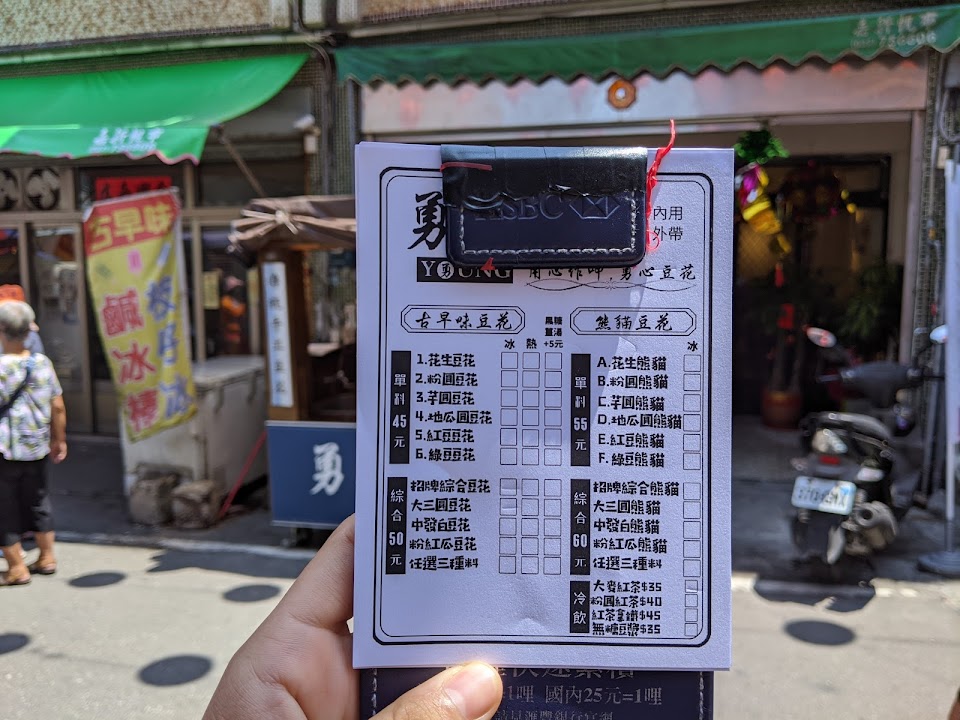 古早味
鹹冰棒
枝仔冰
勇
勇
HSBC
內用
外帶
YOUNG
勇
用心作呷．勇心豆花
古早味豆花
黑糖
薑湯
冰 熱 +5元
單料45元
1.花生豆花
2.粉圓豆花
3.芋圓豆花
4.地瓜圓豆花
5.紅豆豆花
6.綠豆豆花
綜合50元
招牌綜合豆花
大三圓豆花
中發白豆花
粉紅瓜豆花
任選三種料
熊貓豆花
冰
單料55元
A.花生熊貓
B.粉圓熊貓
C.芋圓熊貓
D.地瓜圓熊貓
E.紅豆熊貓
F.綠豆熊貓
綜合60元
招牌綜合熊貓
大三圓熊貓
中發白熊貓
粉紅瓜熊貓
任選三種料
冷飲
大麥紅茶$35
粉圓紅茶$40
紅茶拿鐵$45
無糖豆漿$35
國內25元=1哩